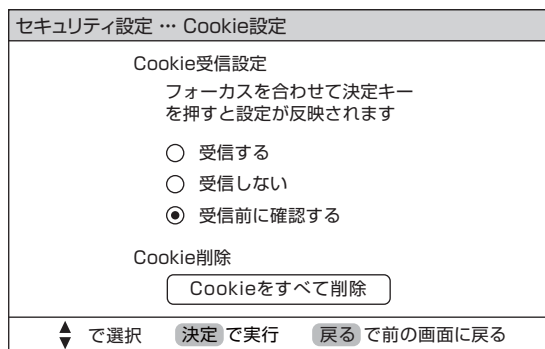 セキュリティ設定 … Cookie設定
Cookie受信設定
フォーカスを合わせて決定キー
を押すと設定が反映されます
受信する
受信しない
受信前に確認する
Cookie削除
Cookieをすべて削除
で選択 決定 で実行 戻る で前の画面に戻る